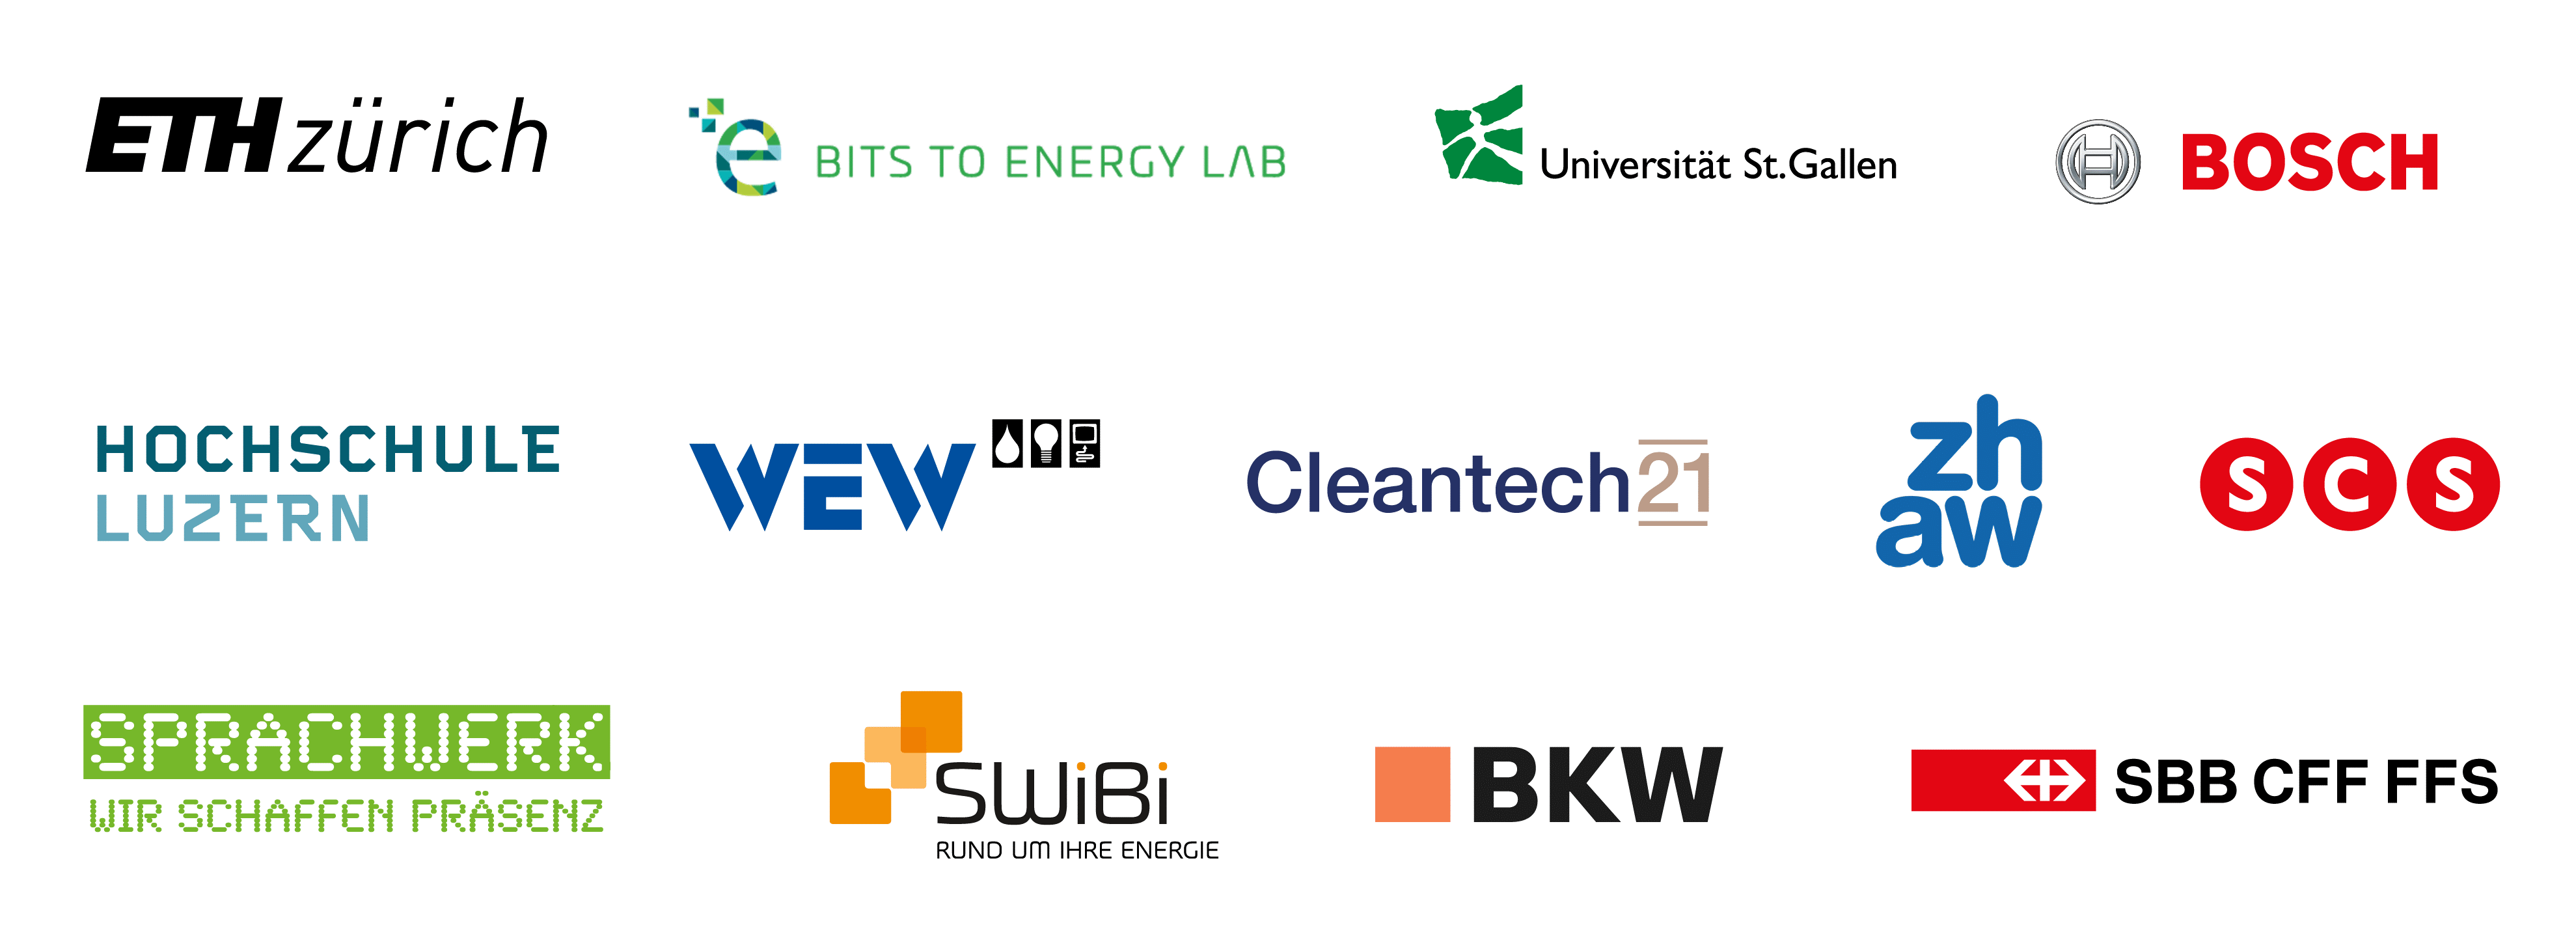 ETH zürich
e BITS TO ENERGY LAB
Universität St.Gallen
BOSCH
HOCHSCHULE
LUZERN
WEW
Cleantech21
zh
aw
SCS
SPRACHWERK
WIR SCHAFFEN PRÄSENZ
SWiBi
RUND UM IHRE ENERGIE
BKW
SBB CFF FFS